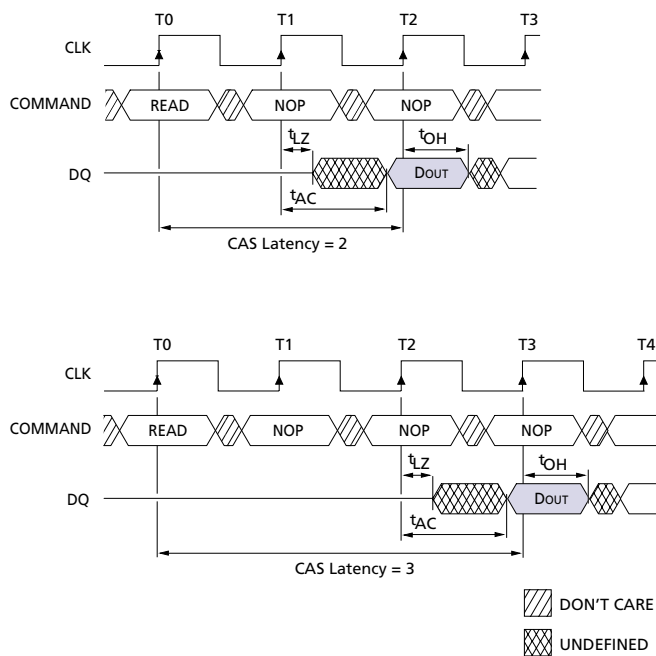 T0 T1 T2 T3
CLK
COMMAND READ NOP NOP
tLZ tOH
DQ DOUT
tAC
CAS Latency = 2
T0 T1 T2 T3 T4
CLK
COMMAND READ NOP NOP NOP
tLZ tOH
DQ DOUT
tAC
CAS Latency = 3
DON'T CARE
UNDEFINED